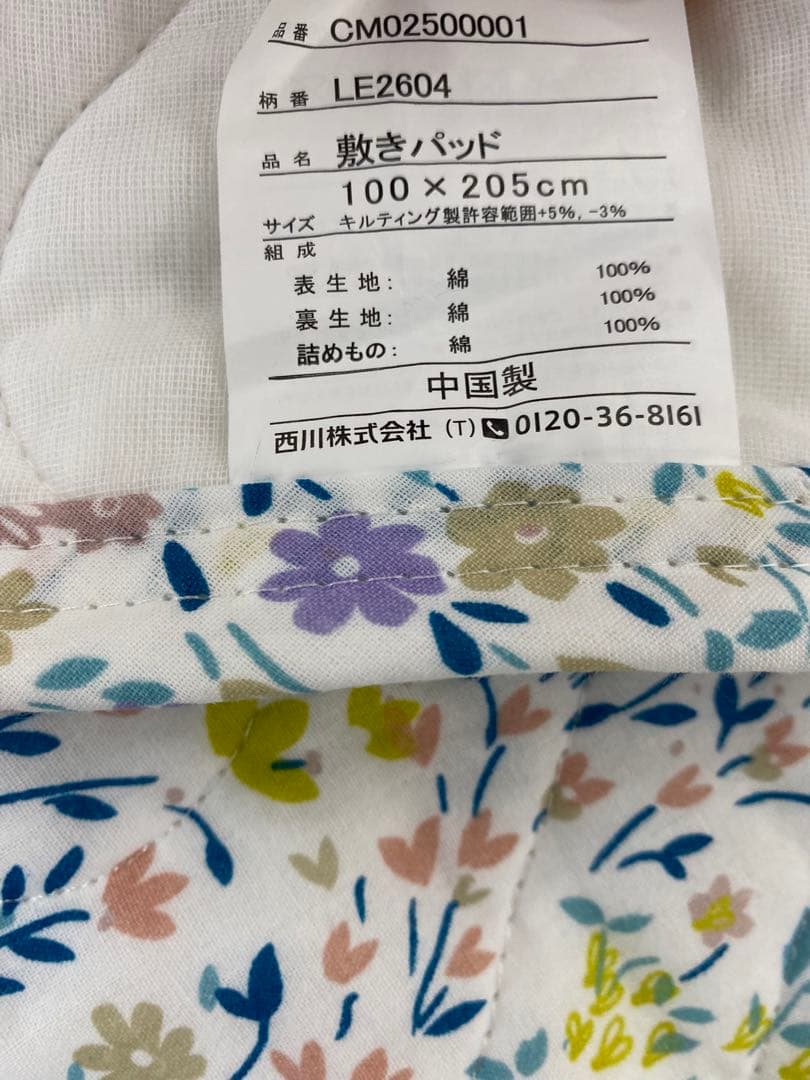 品番 CM02500001
柄番 LE2604
品名 敷きパッド
100×205cm
サイズ キルティング製許容範囲+5%, -3%
組成
表生地: 綿 100%
裏生地: 綿 100%
詰めもの: 綿 100%
中国製
西川株式会社 (T) 0120-36-8161